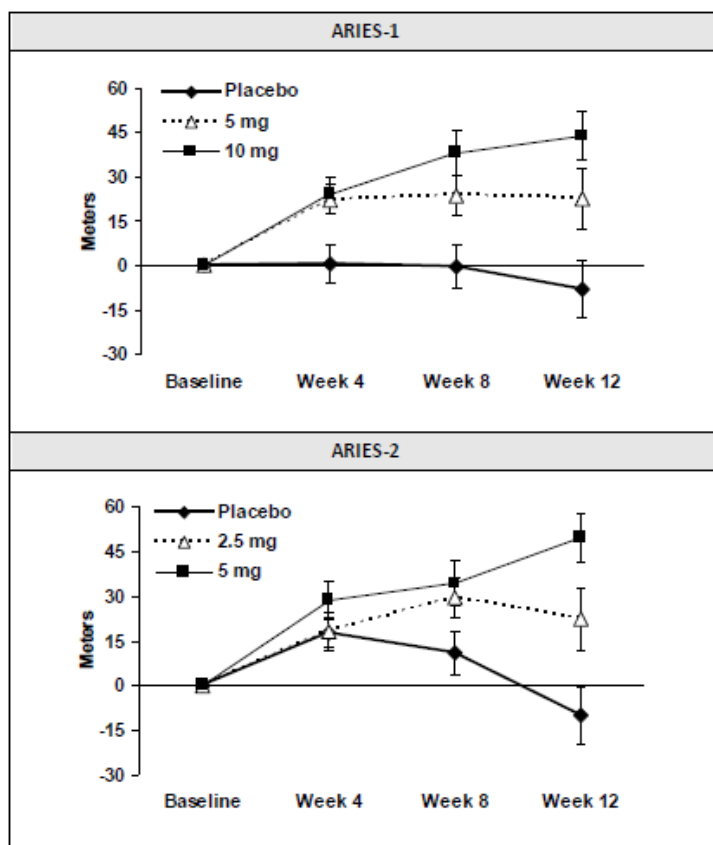 ARIES-1
60
45
30
15
0
-15
-30
Meters
Placebo
5 mg
10 mg
Baseline Week 4 Week 8 Week 12
ARIES-2
60
45
30
15
0
-15
-30
Meters
Placebo
2.5 mg
5 mg
Baseline Week 4 Week 8 Week 12